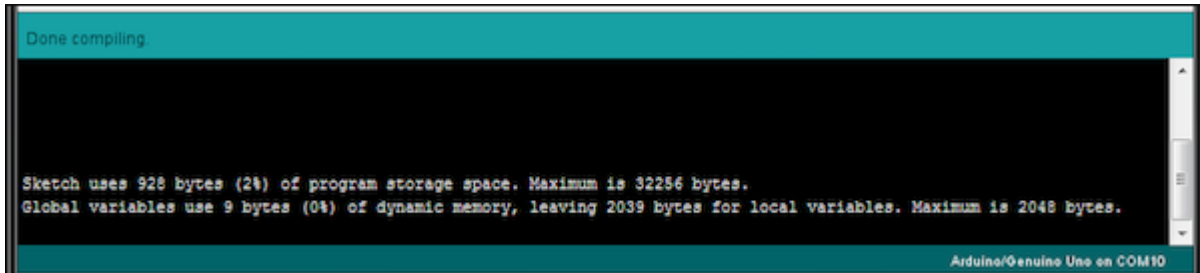 Done compiling.
Sketch uses 928 bytes (2%) of program storage space. Maximum is 32256 bytes.
Global variables use 9 bytes (0%) of dynamic memory, leaving 2039 bytes for local variables. Maximum is 2048 bytes.
Arduino/Genuino Uno on COM10